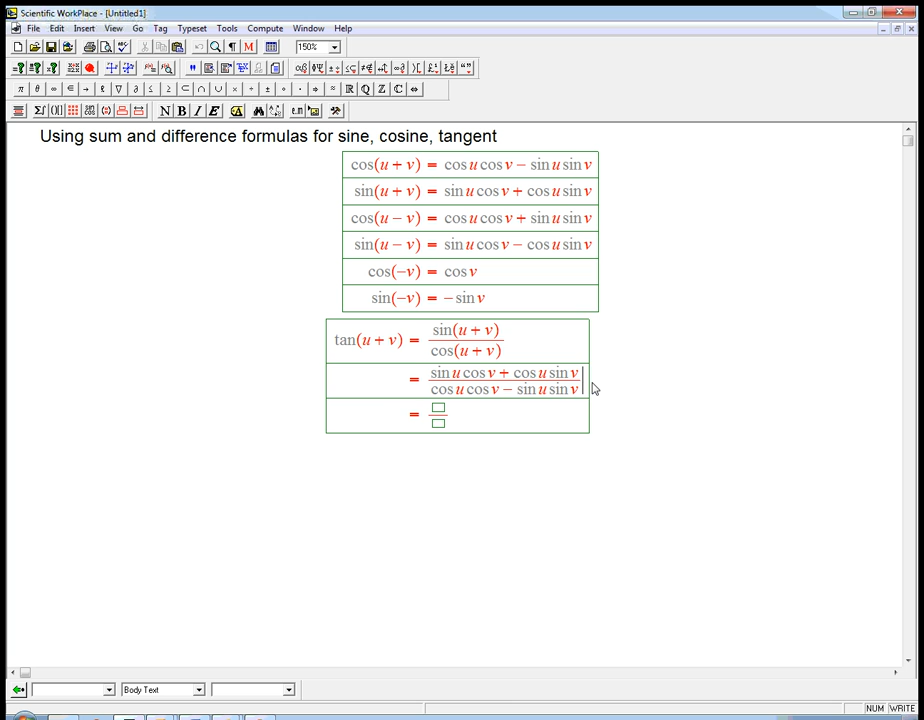 Scientific WorkPlace - [Untitled1]
File Edit Insert View Go Tag Typeset Tools Compute Window Help
150%
N B I E
Using sum and difference formulas for sine, cosine, tangent
cos(u + v) = cos u cos v − sin u sin v
sin(u + v) = sin u cos v + cos u sin v
cos(u − v) = cos u cos v + sin u sin v
sin(u − v) = sin u cos v − cos u sin v
cos(−v) = cos v
sin(−v) = − sin v
tan(u + v) = sin(u + v)
cos(u + v)
= sin u cos v + cos u sin v
cos u cos v − sin u sin v
=
Body Text
NUM WRITE